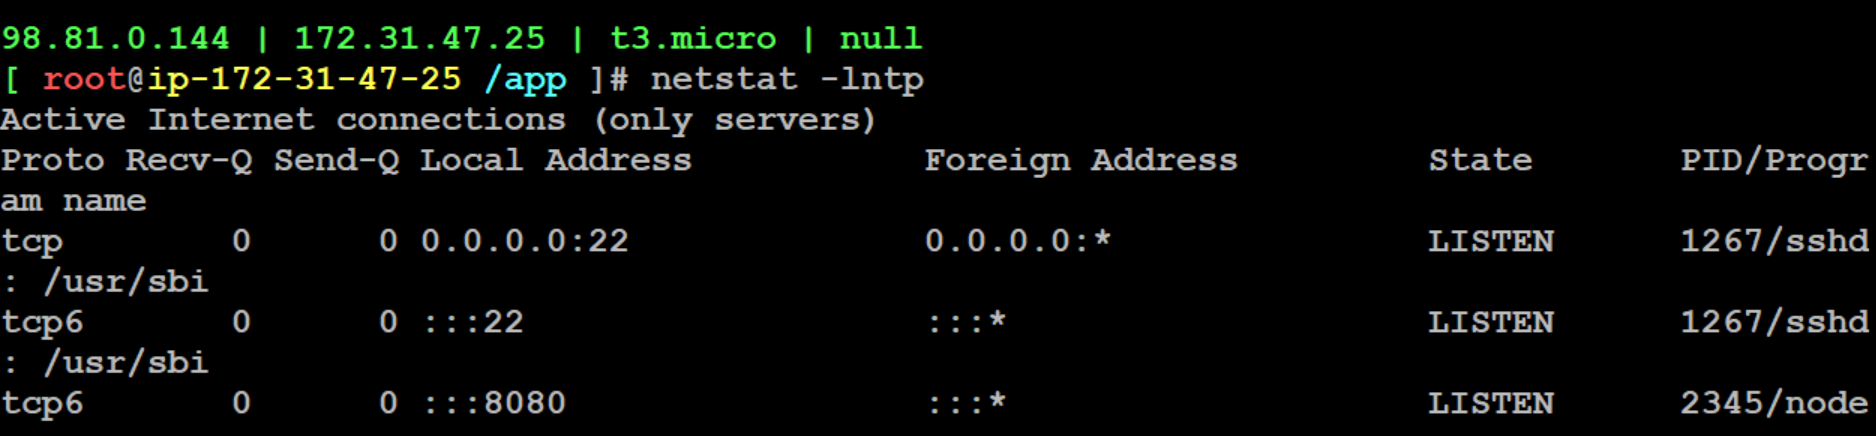 98.81.0.144 | 172.31.47.25 | t3.micro | null
[ root@ip-172-31-47-25 /app ]# netstat -lntp
Active Internet connections (only servers)
Proto Recv-Q Send-Q Local Address           Foreign Address         State       PID/Progr
am name
tcp        0      0 0.0.0.0:22              0.0.0.0:*               LISTEN      1267/sshd
: /usr/sbi
tcp6       0      0 :::22                   :::*                    LISTEN      1267/sshd
: /usr/sbi
tcp6       0      0 :::8080                 :::*                    LISTEN      2345/node